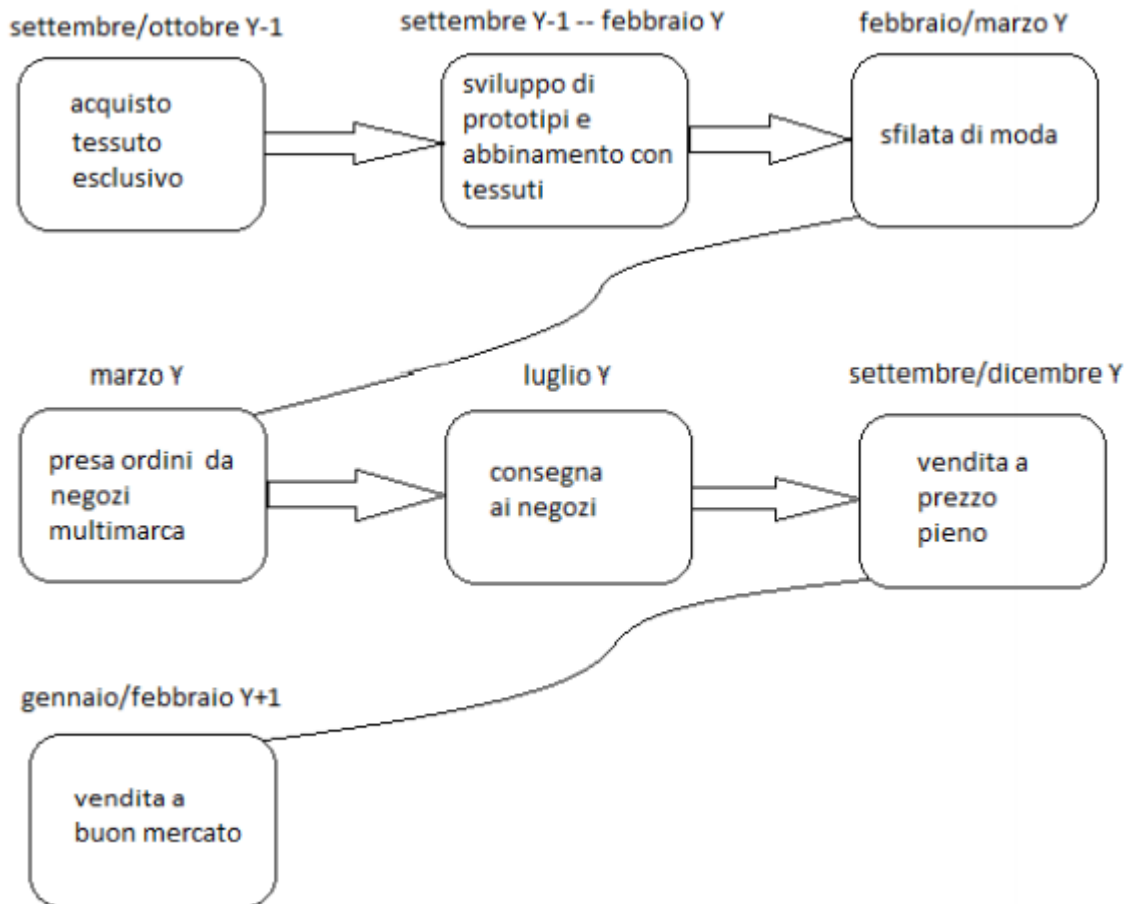 settembre/ottobre Y-1
acquisto
tessuto
esclusivo
settembre Y-1 -- febbraio Y
sviluppo di
prototipi e
abbinamento con
tessuti
febbraio/marzo Y
sfilata di moda
marzo Y
presa ordini da
negozi
multimarca
luglio Y
consegna
ai negozi
settembre/dicembre Y
vendita a
prezzo
pieno
gennaio/febbraio Y+1
vendita a
buon mercato